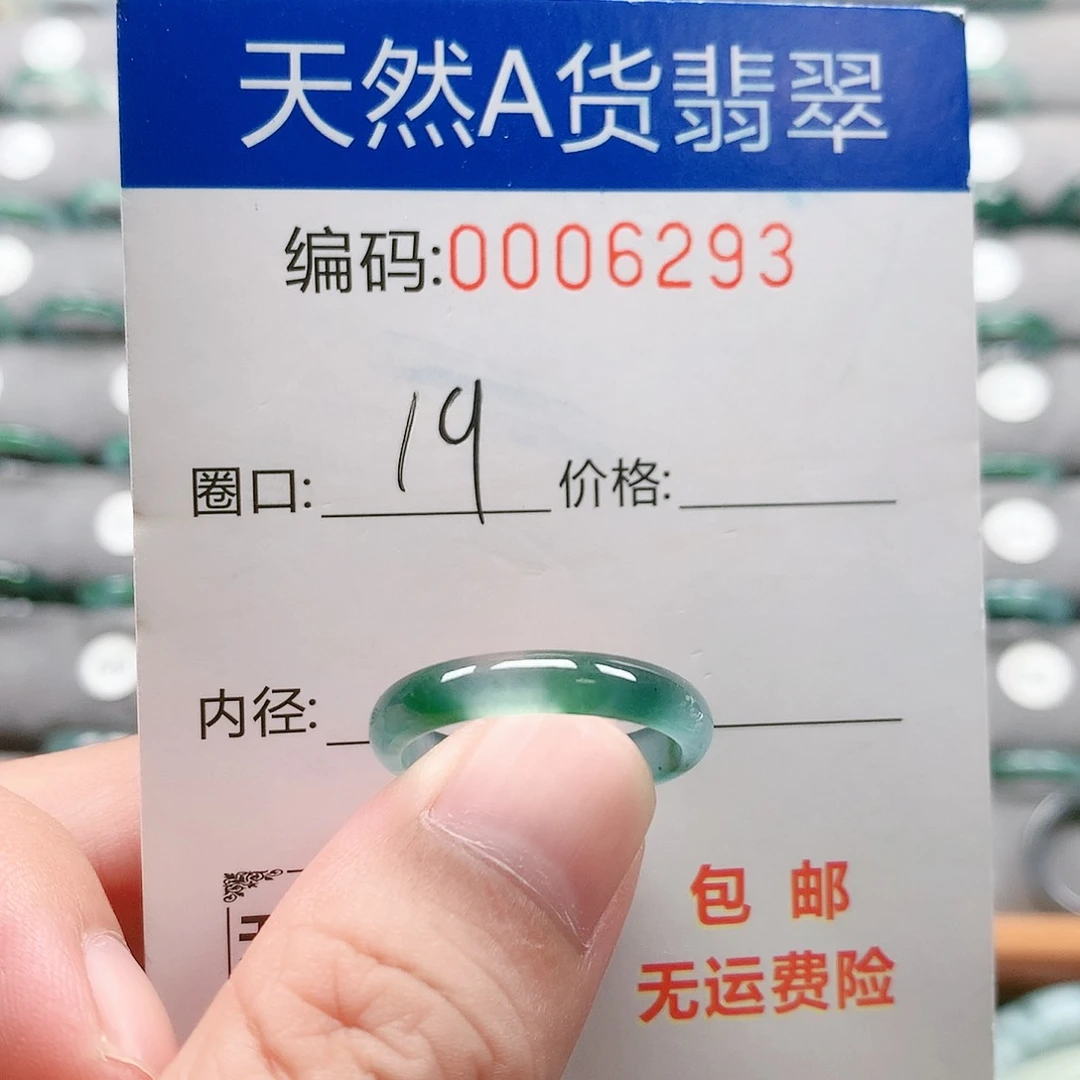 天然A货翡翠
编码:0006293
圈口: 19 价格:
内径:
包邮
无运费险